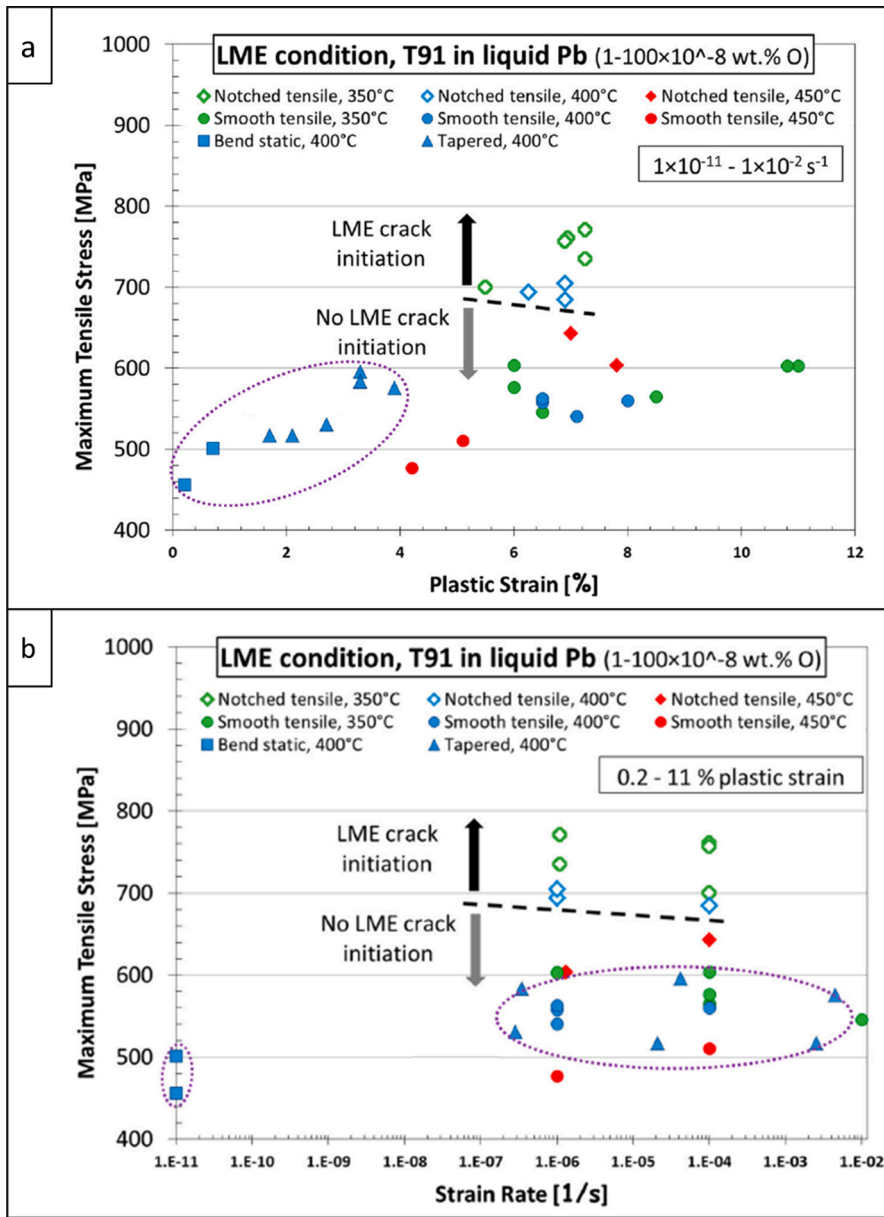 a
LME condition, T91 in liquid Pb (1-100×10^-8 wt.% O)
Notched tensile, 350°C Notched tensile, 400°C Notched tensile, 450°C
Smooth tensile, 350°C Smooth tensile, 400°C Smooth tensile, 450°C
Bend static, 400°C Tapered, 400°C
1×10⁻¹¹ - 1×10⁻² s⁻¹
LME crack
initiation
No LME crack
initiation
Maximum Tensile Stress [MPa]
1000
900
800
700
600
500
400
0 2 4 6 8 10 12
Plastic Strain [%]
b
LME condition, T91 in liquid Pb (1-100×10^-8 wt.% O)
Notched tensile, 350°C Notched tensile, 400°C Notched tensile, 450°C
Smooth tensile, 350°C Smooth tensile, 400°C Smooth tensile, 450°C
Bend static, 400°C Tapered, 400°C
0.2 - 11 % plastic strain
LME crack
initiation
No LME crack
initiation
Maximum Tensile Stress [MPa]
1000
900
800
700
600
500
400
1.E-11 1.E-10 1.E-09 1.E-08 1.E-07 1.E-06 1.E-05 1.E-04 1.E-03 1.E-02
Strain Rate [1/s]